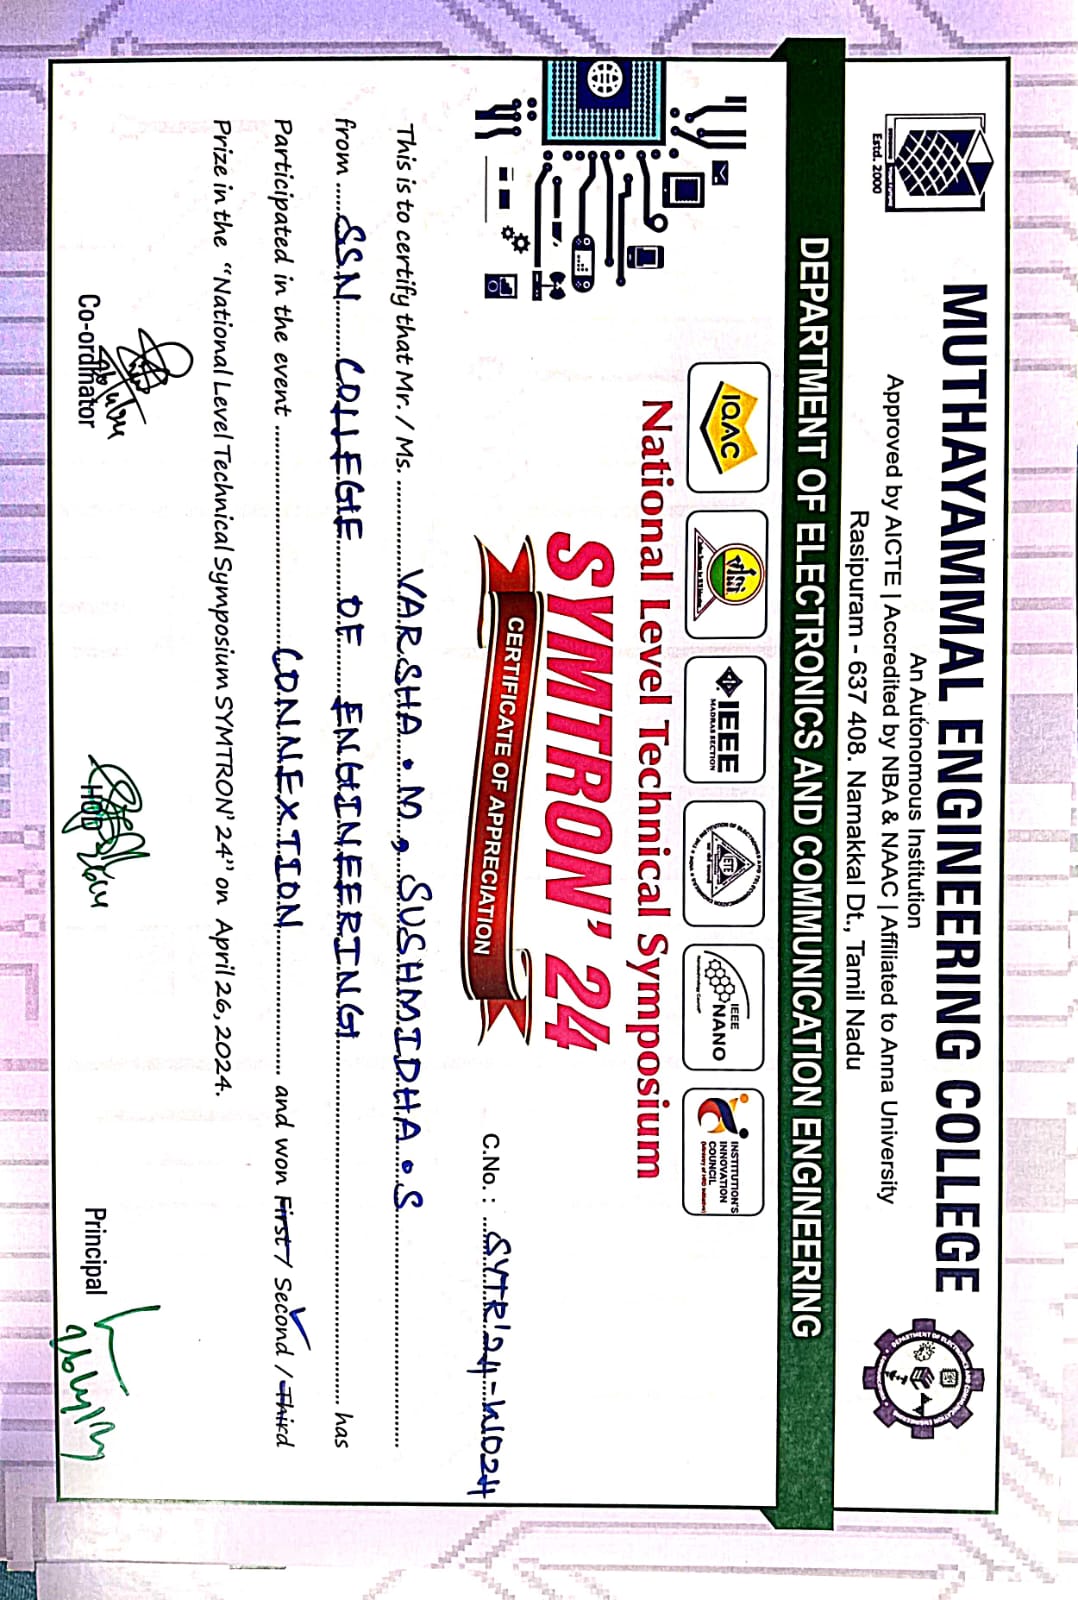 MUTHAYAMMAL ENGINEERING COLLEGE
An Autonomous Institution
Approved by AICTE | Accredited by NBA & NAAC | Affiliated to Anna University
Rasipuram - 637 408. Namakkal Dt., Tamil Nadu
Estd. 2000
DEPARTMENT OF ELECTRONICS AND COMMUNICATION ENGINEERING
IQAC
IEEE
MADRAS SECTION
IETE
IEEE
NANO
INSTITUTION'S
INNOVATION
COUNCIL
National Level Technical Symposium
SYMTRON' 24
CERTIFICATE OF APPRECIATION
C.No. : SYTR'24-W024
This is to certify that Mr. / Ms. VARSHA . M , SUSHMIDHA . S
from SSN COLLEGE OF ENGINEERING has
Participated in the event CONNEXTION and won First / Second / Third
Prize in the "National Level Technical Symposium SYMTRON' 24" on April 26, 2024.
Co-ordinator HOD Principal